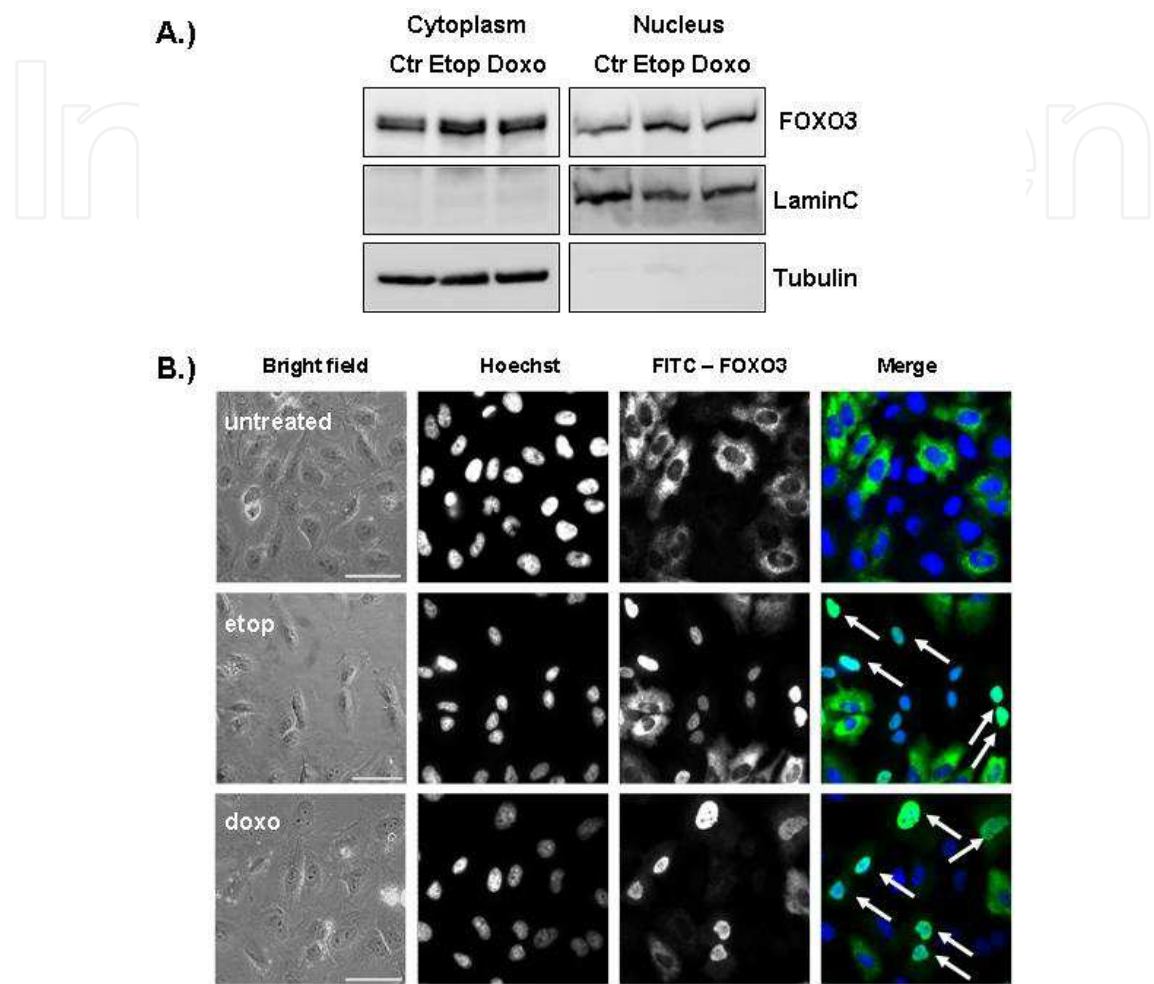 A.)
Cytoplasm Nucleus
Ctr Etop Doxo Ctr Etop Doxo
FOXO3
LaminC
Tubulin
B.)
Bright field Hoechst FITC – FOXO3 Merge
untreated
etop
doxo